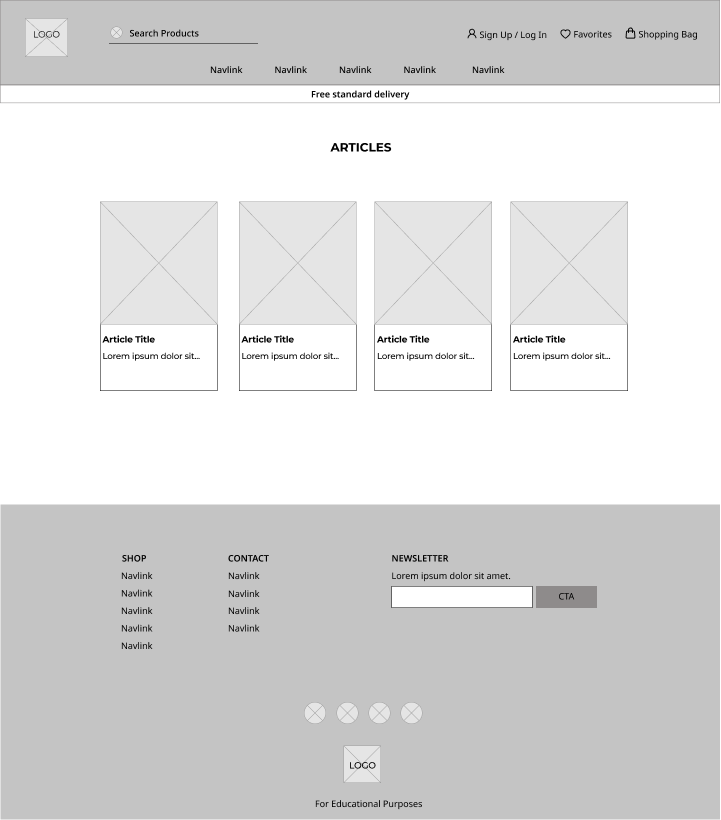 LOGO
Search Products
Sign Up / Log In
Favorites
Shopping Bag
Navlink
Navlink
Navlink
Navlink
Navlink
Free standard delivery
ARTICLES
Article Title
Lorem ipsum dolor sit...
Article Title
Lorem ipsum dolor sit...
Article Title
Lorem ipsum dolor sit...
Article Title
Lorem ipsum dolor sit...
SHOP
Navlink
Navlink
Navlink
Navlink
Navlink
CONTACT
Navlink
Navlink
Navlink
Navlink
NEWSLETTER
Lorem ipsum dolor sit amet.
CTA
LOGO
For Educational Purposes